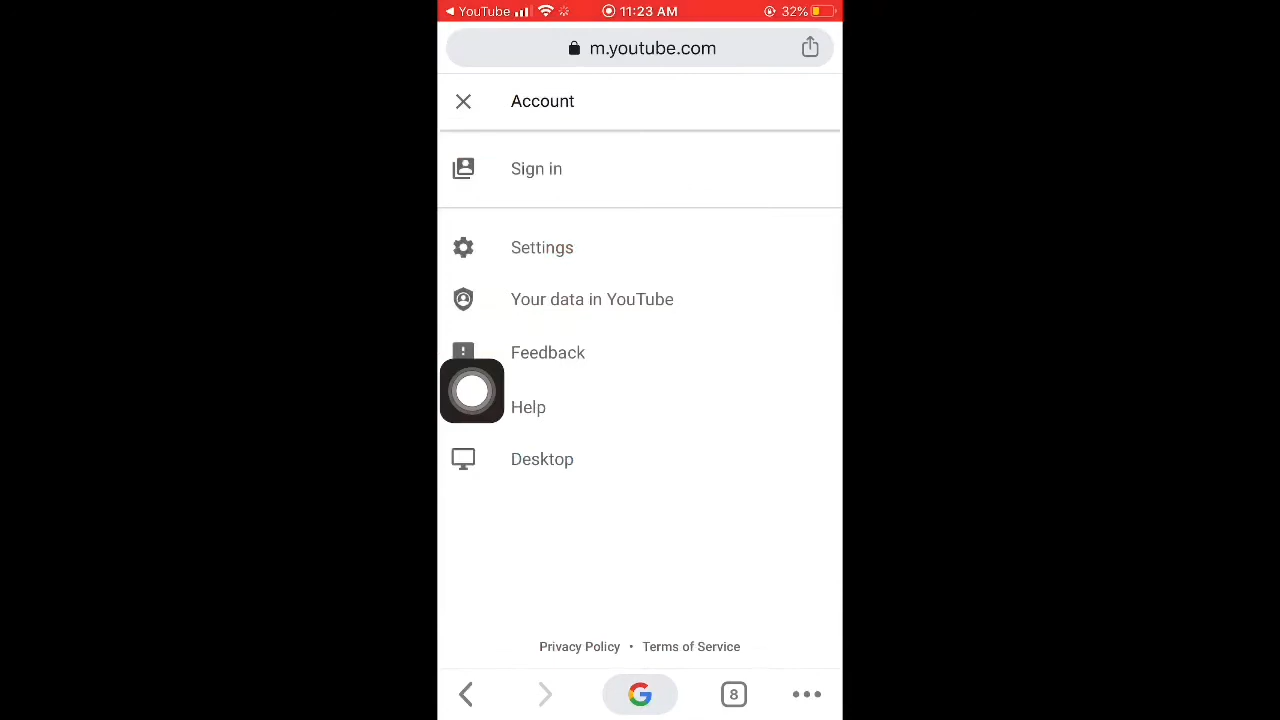 YouTube 11:23 AM 32%
m.youtube.com
Account
Sign in
Settings
Your data in YouTube
Feedback
Help
Desktop
Privacy Policy • Terms of Service
G 8